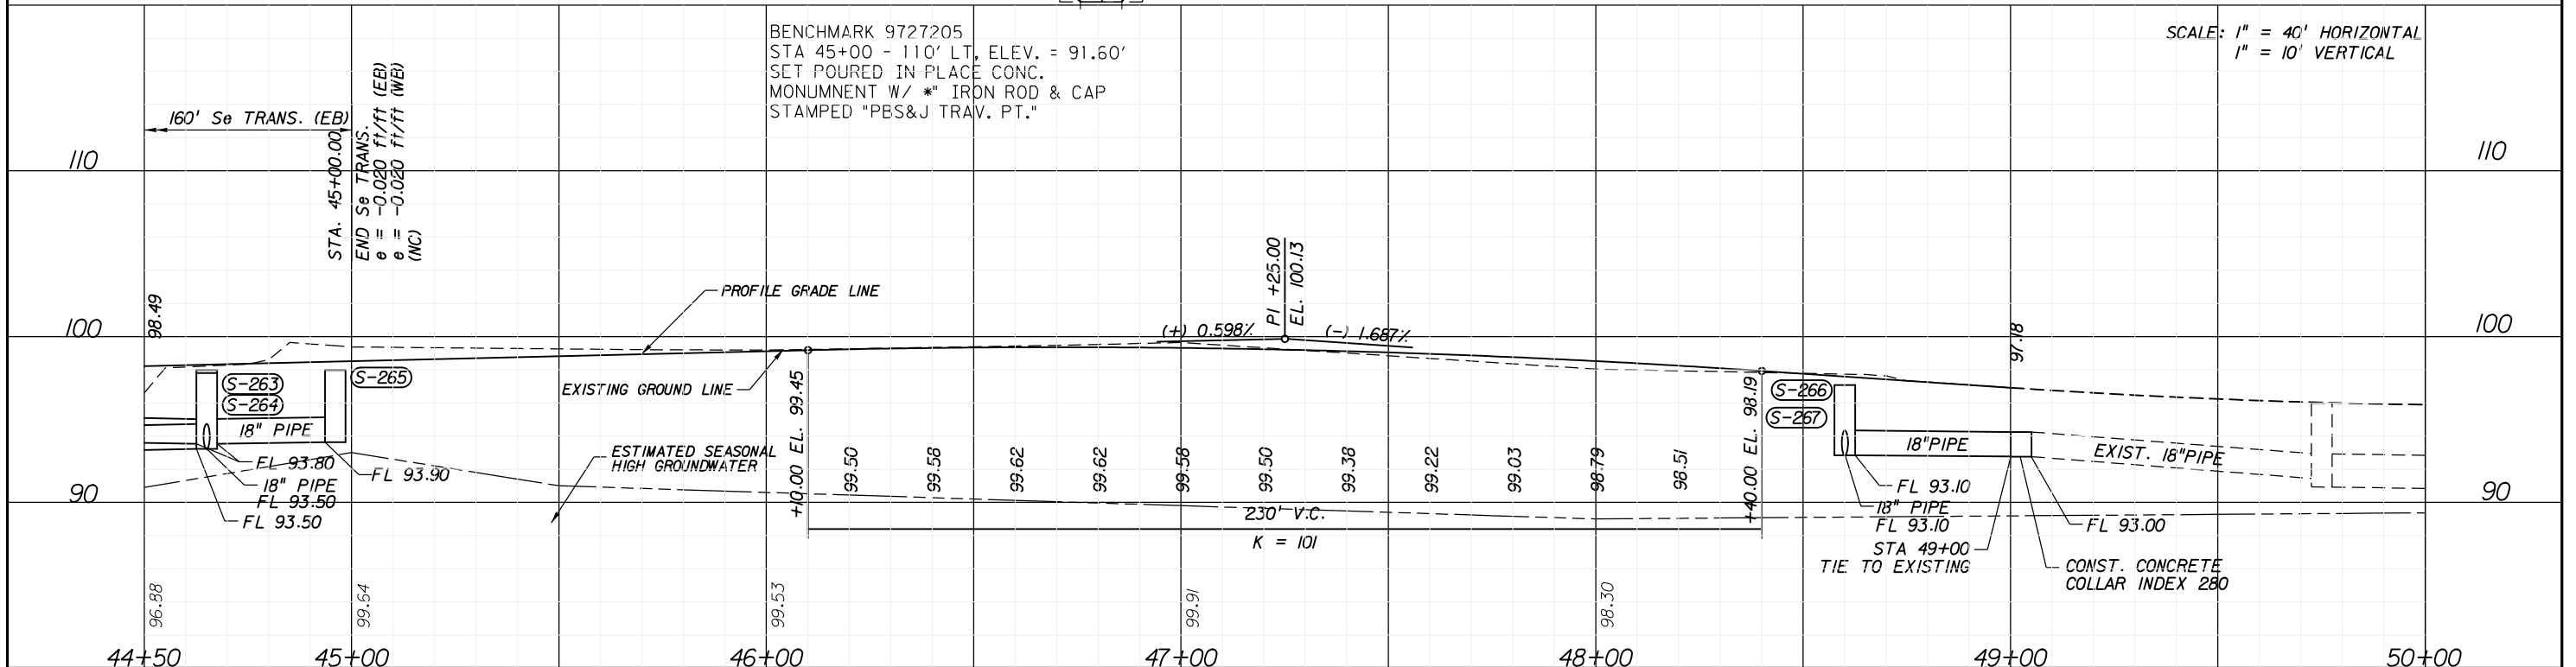 BENCHMARK 9727205
STA 45+00 - 110' LT, ELEV. = 91.60'
SET POURED IN PLACE CONC.
MONUMNENT W/ *" IRON ROD & CAP
STAMPED "PBS&J TRAV. PT."
SCALE: 1" = 40' HORIZONTAL
1" = 10' VERTICAL
160' Se TRANS. (EB)
STA. 45+00.00
END Se TRANS.
e = -0.020 ft/ft (EB)
e = -0.020 ft/ft (WB)
(NC)
110
110
98.49
PROFILE GRADE LINE
PI +25.00
EL. 100.13
(+) 0.598%
(-) 1.687%
97.18
100
100
S-263
S-264
S-265
EXISTING GROUND LINE
+10.00 EL. 99.45
+40.00 EL. 98.19
S-266
S-267
18" PIPE
18"PIPE
EXIST. 18"PIPE
ESTIMATED SEASONAL
HIGH GROUNDWATER
99.50
99.58
99.62
99.62
99.58
99.50
99.38
99.22
99.03
98.79
98.51
FL 93.80
FL 93.90
18" PIPE
FL 93.50
FL 93.50
90
90
FL 93.10
18" PIPE
FL 93.10
FL 93.00
230' V.C.
K = 101
STA 49+00
TIE TO EXISTING
CONST. CONCRETE
COLLAR INDEX 280
96.88
99.64
99.53
99.91
98.30
44+50
45+00
46+00
47+00
48+00
49+00
50+00